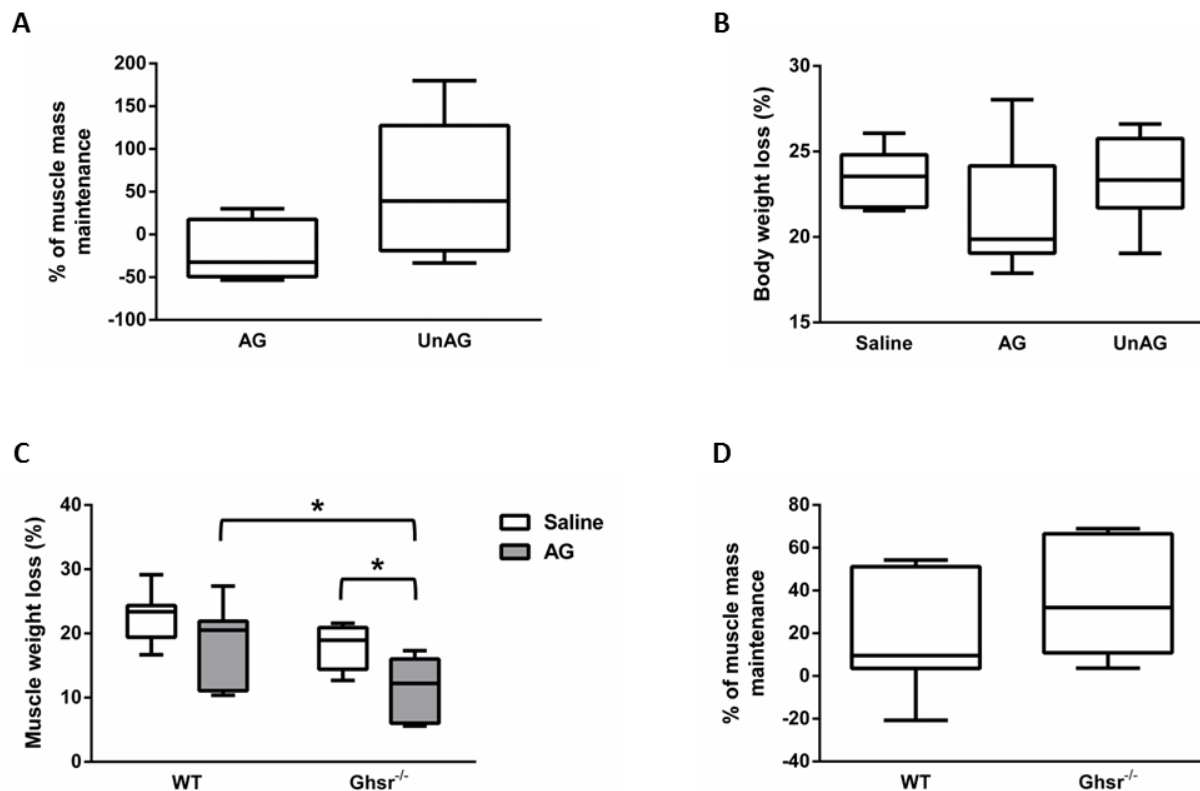 A
% of muscle mass
maintenance
200
150
100
50
0
-50
-100
AG
UnAG
B
Body weight loss (%)
30
25
20
15
Saline
AG
UnAG
C
Muscle weight loss (%)
40
30
20
10
0
*
*
WT
Ghsr-/-
Saline
AG
D
% of muscle mass
maintenance
80
60
40
20
0
-20
-40
WT
Ghsr-/-